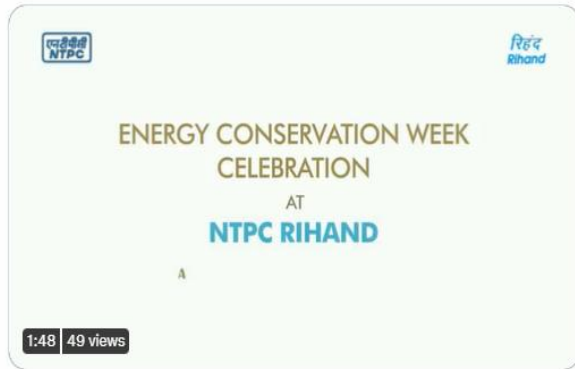 एनटीपीसी
NTPC
रिहंद
Rihand
ENERGY CONSERVATION WEEK
CELEBRATION
AT
NTPC RIHAND
A
1:48 49 views